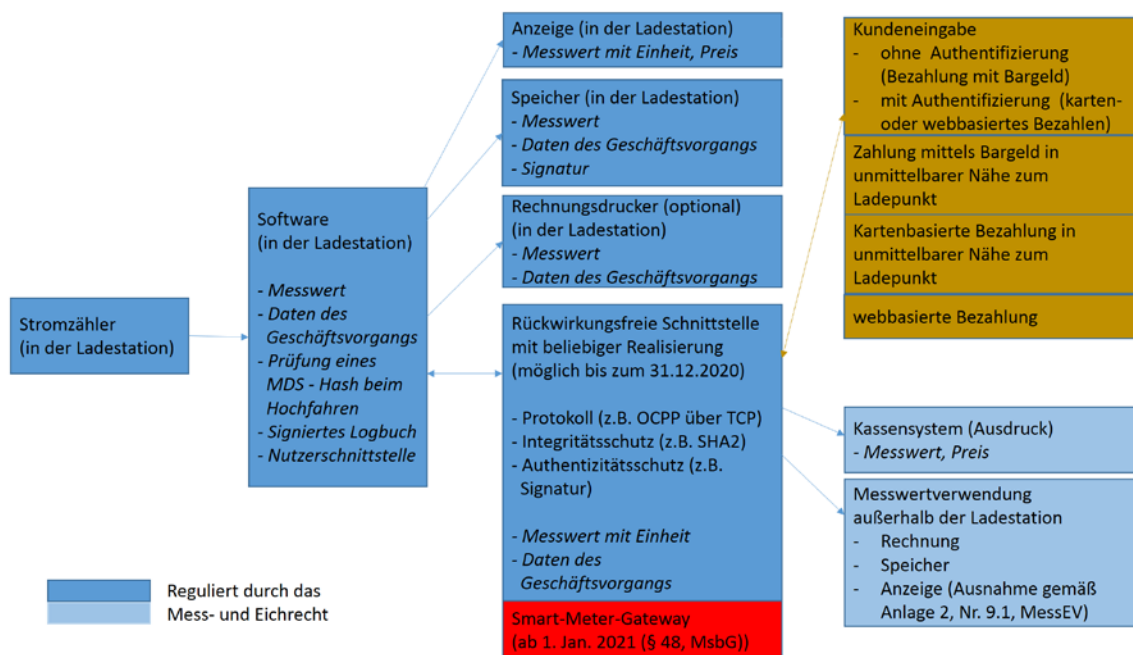 Stromzähler
(in der Ladestation)
Software
(in der Ladestation)
- Messwert
- Daten des
Geschäftsvorgangs
- Prüfung eines
MDS - Hash beim
Hochfahren
- Signiertes Logbuch
- Nutzerschnittstelle
Anzeige (in der Ladestation)
- Messwert mit Einheit, Preis
Speicher (in der Ladestation)
- Messwert
- Daten des Geschäftsvorgangs
- Signatur
Rechnungsdrucker (optional)
(in der Ladestation)
- Messwert
- Daten des Geschäftsvorgangs
Rückwirkungsfreie Schnittstelle
mit beliebiger Realisierung
(möglich bis zum 31.12.2020)
- Protokoll (z.B. OCPP über TCP)
- Integritätsschutz (z.B. SHA2)
- Authentizitätsschutz (z.B.
Signatur)
- Messwert mit Einheit
- Daten des
Geschäftsvorgangs
Smart-Meter-Gateway
(ab 1. Jan. 2021 (§ 48, MsbG))
Kundeneingabe
- ohne Authentifizierung
(Bezahlung mit Bargeld)
- mit Authentifizierung (karten-
oder webbasiertes Bezahlen)
Zahlung mittels Bargeld in
unmittelbarer Nähe zum
Ladepunkt
Kartenbasierte Bezahlung in
unmittelbarer Nähe zum
Ladepunkt
webbasierte Bezahlung
Kassensystem (Ausdruck)
- Messwert, Preis
Messwertverwendung
außerhalb der Ladestation
- Rechnung
- Speicher
- Anzeige (Ausnahme gemäß
Anlage 2, Nr. 9.1, MessEV)
Reguliert durch das
Mess- und Eichrecht